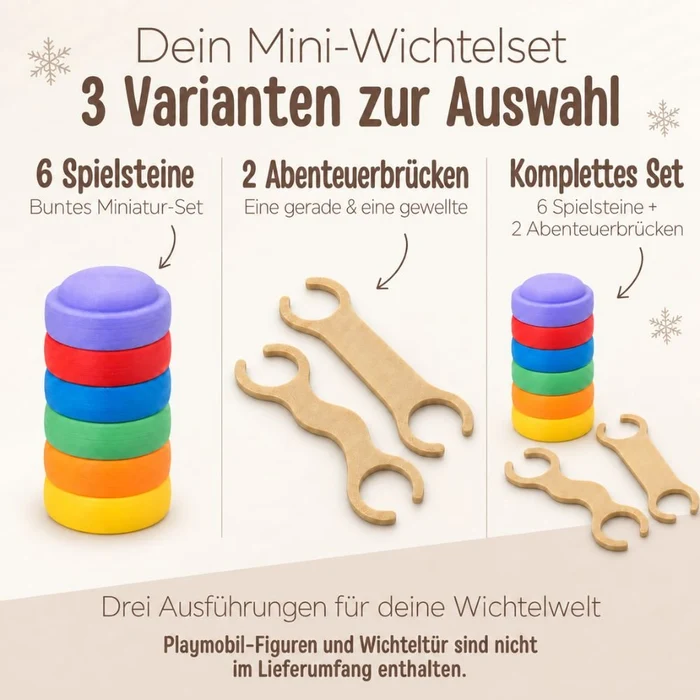 Dein Mini-Wichtelset
3 Varianten zur Auswahl
6 Spielsteine
Buntes Miniatur-Set
2 Abenteuerbrücken
Eine gerade & eine gewellte
Komplettes Set
6 Spielsteine +
2 Abenteuerbrücken
Drei Ausführungen für deine Wichtelwelt
Playmobil-Figuren und Wichteltür sind nicht
im Lieferumfang enthalten.